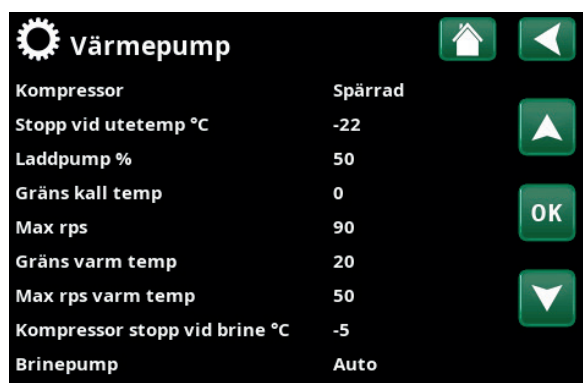 Värmepump
Kompressor Spärrad
Stopp vid utetemp °C -22
Laddpump % 50
Gräns kall temp 0
OK
Max rps 90
Gräns varm temp 20
Max rps varm temp 50
Kompressor stopp vid brine °C -5
Brinepump Auto